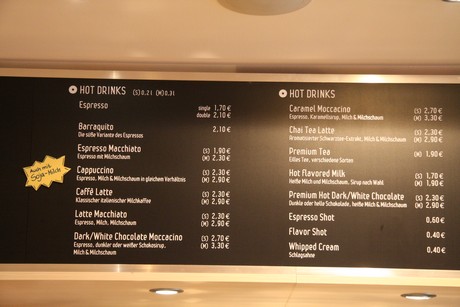 HOT DRINKS (S) 0,2 l (M) 0,3 l
Espresso single 1,70 €
double 2,10 €
Barraquito 2,10 €
Die süße Variante des Espressos
Espresso Macchiato (S) 1,90 €
Espresso mit Milchschaum (M) 2,30 €
Auch mit
Soja-Milch
Cappuccino (S) 2,30 €
Espresso, Milch & Milchschaum in gleichem Verhältnis (M) 2,90 €
Caffè Latte (S) 2,30 €
Klassischer italienischer Milchkaffee (M) 2,90 €
Latte Macchiato (S) 2,30 €
Espresso, Milch, Milchschaum (M) 2,90 €
Dark/White Chocolate Moccacino (S) 2,70 €
Espresso, dunkler oder weißer Schokosirup, (M) 3,30 €
Milch & Milchschaum
HOT DRINKS
Caramel Moccacino (S) 2,70 €
Espresso, Karamellsirup, Milch & Milchschaum (M) 3,30 €
Chai Tea Latte (S) 2,30 €
Aromatisierter Schwarztee-Extrakt, Milch & Milchschaum (M) 2,90 €
Premium Tea (M) 1,90 €
Edles Tee, verschiedene Sorten
Hot flavored Milk (S) 1,70 €
Heiße Milch und Milchschaum, Sirup nach Wahl (M) 1,90 €
Premium Hot Dark/White Chocolate (S) 2,30 €
Dunkle oder helle Schokolade, heiße Milch & Milchschaum (M) 2,90 €
Espresso Shot 0,60 €
Flavor Shot 0,40 €
Whipped Cream 0,40 €
Schlagsahne